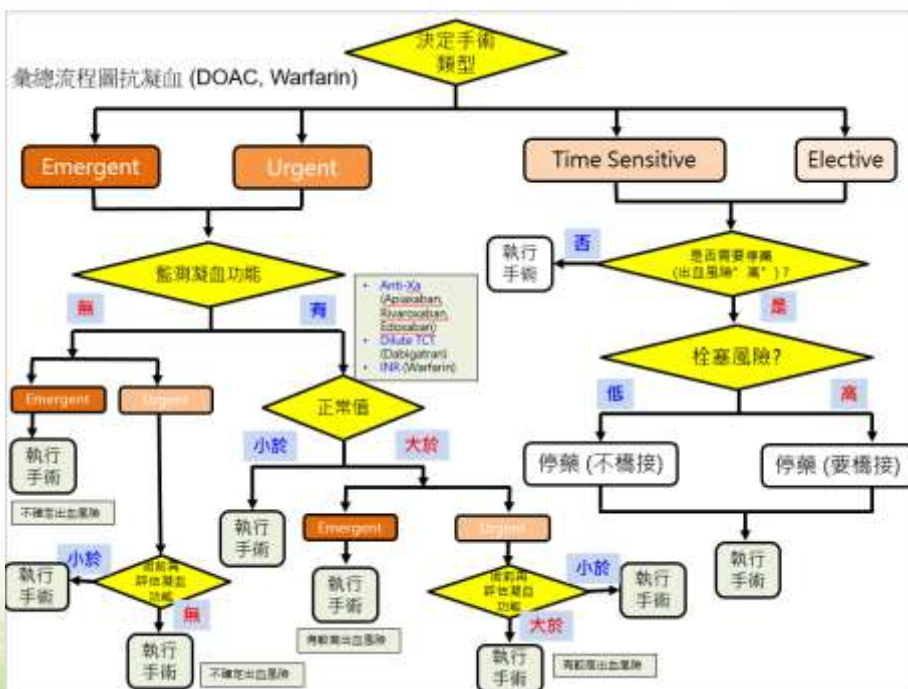 決定手術
類型
彙總流程圖抗凝血 (DOAC, Warfarin)
Emergent
Urgent
Time Sensitive
Elective
監測凝血功能
執行
手術
否
是否需要停藥
(出血風險“高”)?
無
有
• Anti-Xa
(Apiaxaban,
Rivaroxaban,
Edoxaban)
• Dilute TCT
(Dabigatran)
• INR (Warfarin)
是
栓塞風險?
Emergent
Urgent
正常值
低
高
執行
手術
小於
大於
停藥 (不橋接)
停藥 (要橋接)
不確定出血風險
執行
手術
Emergent
Urgent
執行
手術
小於
執行
手術
術前再
評估凝血
功能
執行
手術
術前再
評估凝血
功能
小於
執行
手術
無
有較高出血風險
大於
執行
手術
不確定出血風險
執行
手術
有較高出血風險